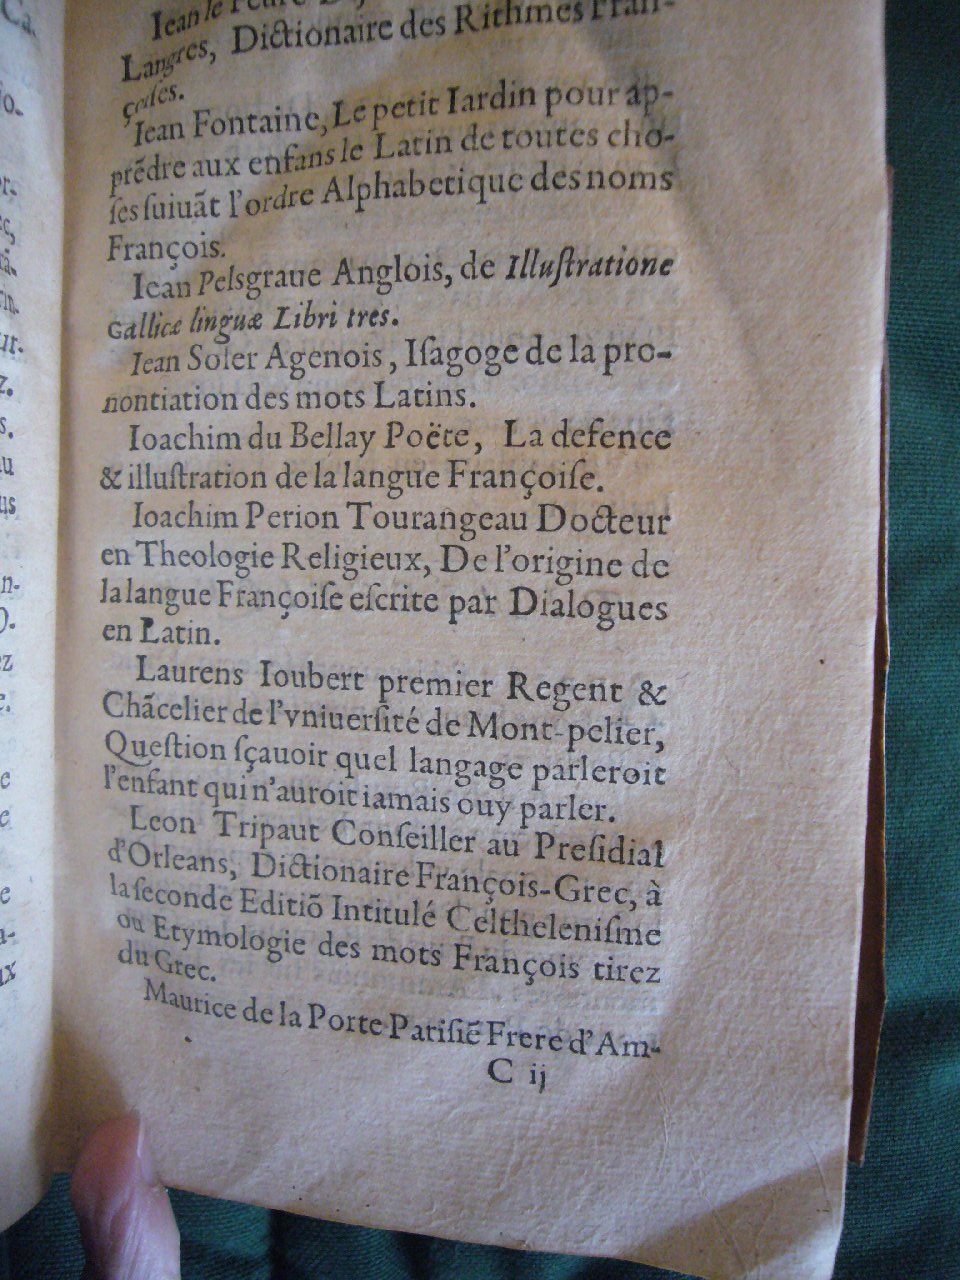 Iean le
Langres, Dictionaire des Rithmes Fran-
çoises.
Iean Fontaine, Le petit Iardin pour ap-
prẽdre aux enfans le Latin de toutes cho-
ſes ſuiuãt l'ordre Alphabetique des noms
François.
Iean Pelsgraue Anglois, de Illuſtratione
Gallicæ linguæ Libri tres.
Iean Soler Agenois, Iſagoge de la pro-
nontiation des mots Latins.
Ioachim du Bellay Poëte, La defence
& illuſtration de la langue Françoiſe.
Ioachim Perion Tourangeau Docteur
en Theologie Religieux, De l'origine de
la langue Françoiſe eſcrite par Dialogues
en Latin.
Laurens Ioubert premier Regent &
Chãcelier de l'vniuerſité de Mont-pelier,
Queſtion ſçauoir quel langage parleroit
l'enfant qui n'auroit iamais ouy parler.
Leon Tripaut Conſeiller au Preſidial
d'Orleans, Dictionaire François-Grec, à
la ſeconde Editiõ Intitulé Celtheleniſme
ou Etymologie des mots François tirez
du Grec.
Maurice de la Porte Pariſiẽ Frere d'Am-
C ij